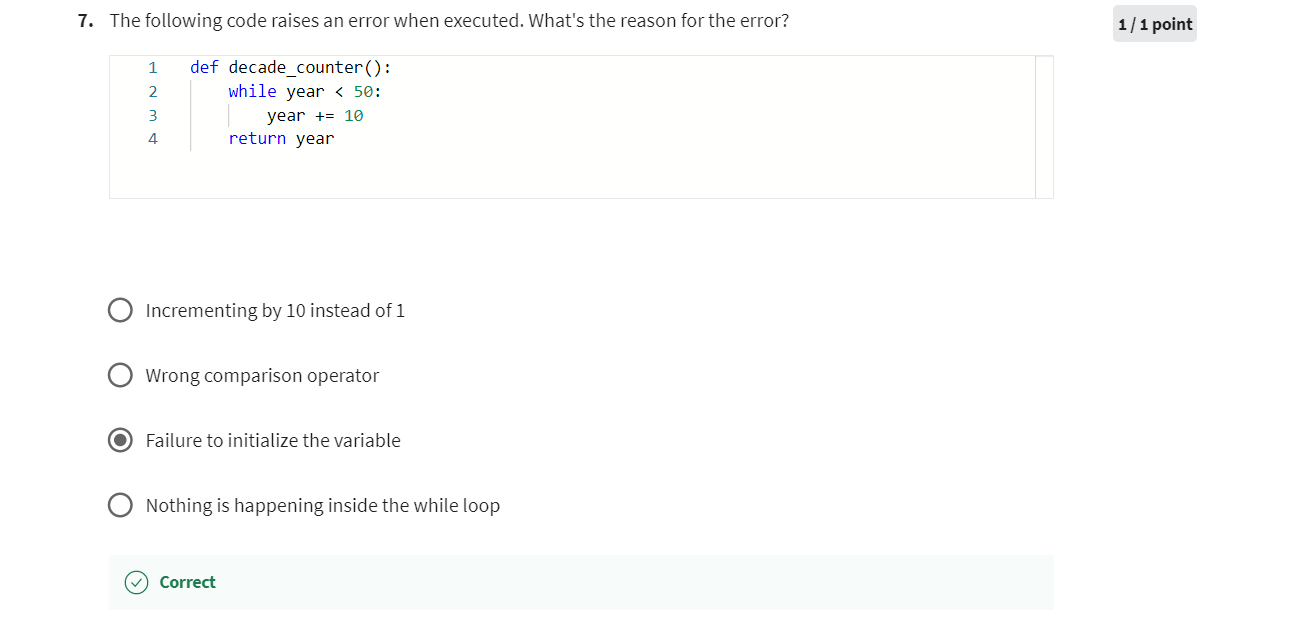 7. The following code raises an error when executed. What's the reason for the error?
1 / 1 point
1 def decade_counter():
2     while year < 50:
3         year += 10
4     return year
Incrementing by 10 instead of 1
Wrong comparison operator
Failure to initialize the variable
Nothing is happening inside the while loop
Correct